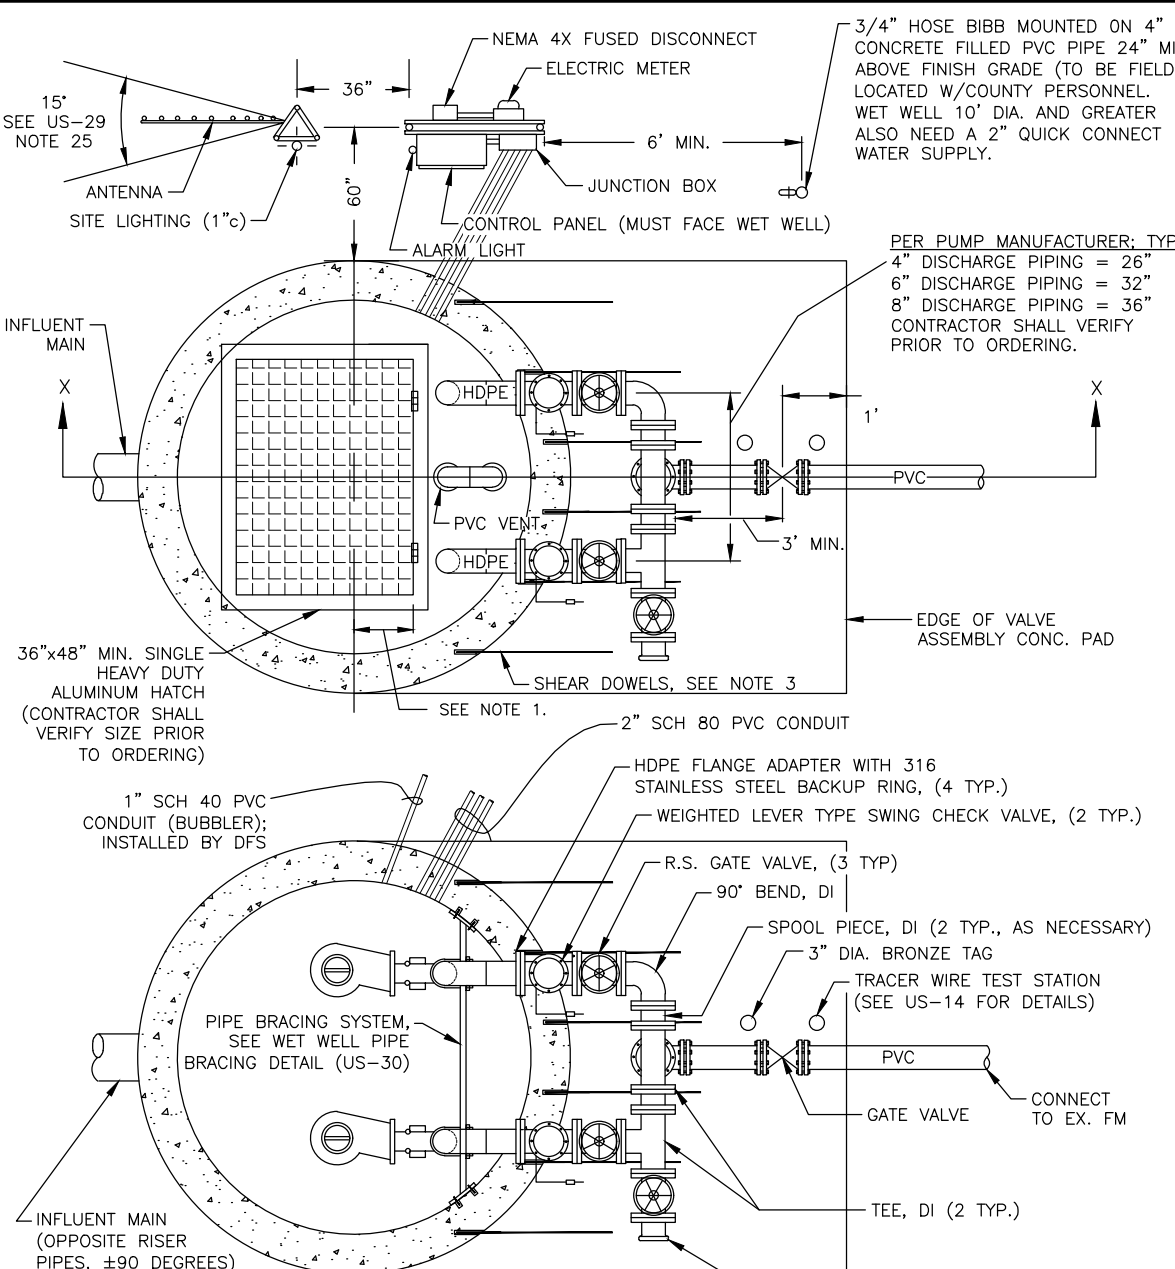 NEMA 4X FUSED DISCONNECT
ELECTRIC METER
3/4" HOSE BIBB MOUNTED ON 4"
CONCRETE FILLED PVC PIPE 24" MI
ABOVE FINISH GRADE (TO BE FIELD
LOCATED W/COUNTY PERSONNEL.
WET WELL 10' DIA. AND GREATER
ALSO NEED A 2" QUICK CONNECT
WATER SUPPLY.
36"
15°
SEE US-29
NOTE 25
6' MIN.
ANTENNA
JUNCTION BOX
60"
SITE LIGHTING (1"c)
CONTROL PANEL (MUST FACE WET WELL)
ALARM LIGHT
PER PUMP MANUFACTURER; TYP
4" DISCHARGE PIPING = 26"
6" DISCHARGE PIPING = 32"
8" DISCHARGE PIPING = 36"
CONTRACTOR SHALL VERIFY
PRIOR TO ORDERING.
INFLUENT
MAIN
X
HDPE
X
1'
PVC
PVC VENT
3' MIN.
HDPE
EDGE OF VALVE
ASSEMBLY CONC. PAD
36"x48" MIN. SINGLE
HEAVY DUTY
ALUMINUM HATCH
(CONTRACTOR SHALL
VERIFY SIZE PRIOR
TO ORDERING)
SHEAR DOWELS, SEE NOTE 3
SEE NOTE 1.
2" SCH 80 PVC CONDUIT
HDPE FLANGE ADAPTER WITH 316
STAINLESS STEEL BACKUP RING, (4 TYP.)
1" SCH 40 PVC
CONDUIT (BUBBLER);
INSTALLED BY DFS
WEIGHTED LEVER TYPE SWING CHECK VALVE, (2 TYP.)
R.S. GATE VALVE, (3 TYP)
90° BEND, DI
SPOOL PIECE, DI (2 TYP., AS NECESSARY)
3" DIA. BRONZE TAG
TRACER WIRE TEST STATION
(SEE US-14 FOR DETAILS)
PIPE BRACING SYSTEM,
SEE WET WELL PIPE
BRACING DETAIL (US-30)
PVC
CONNECT
TO EX. FM
GATE VALVE
TEE, DI (2 TYP.)
INFLUENT MAIN
(OPPOSITE RISER
PIPES, ±90 DEGREES)